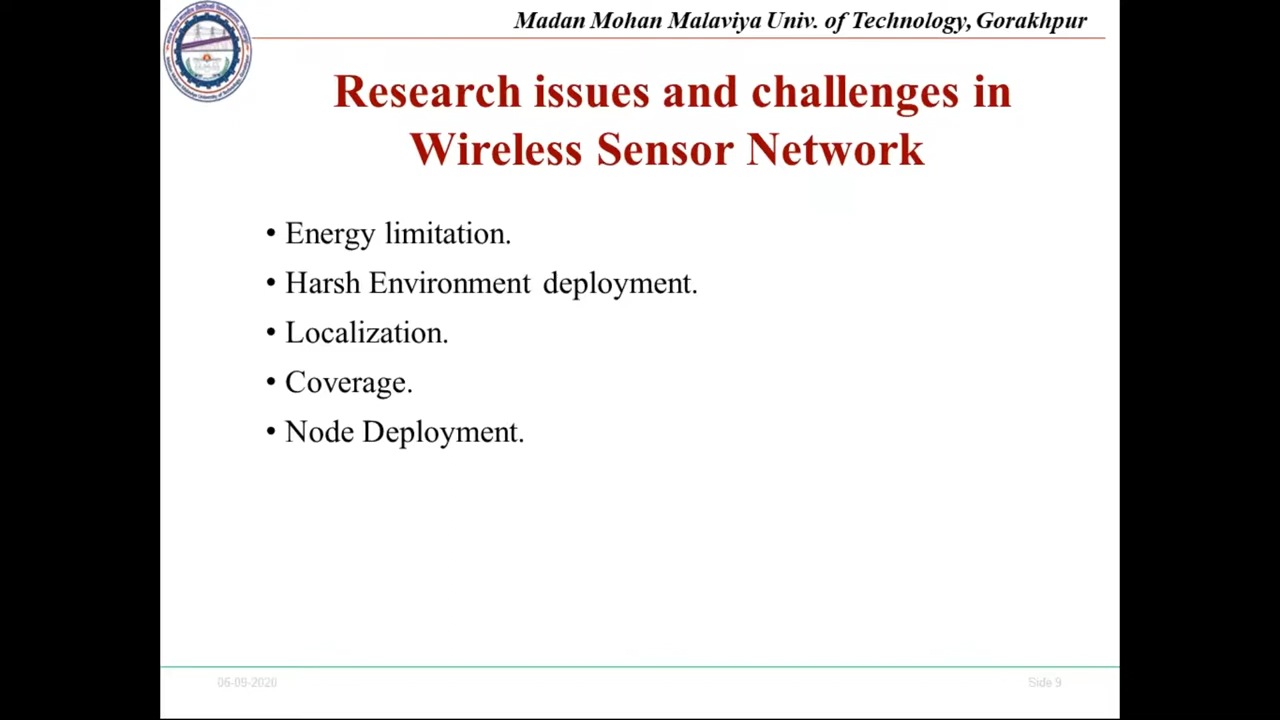 Madan Mohan Malaviya Univ. of Technology, Gorakhpur
Research issues and challenges in
Wireless Sensor Network
• Energy limitation.
• Harsh Environment deployment.
• Localization.
• Coverage.
• Node Deployment.
06-09-2020
Side 9